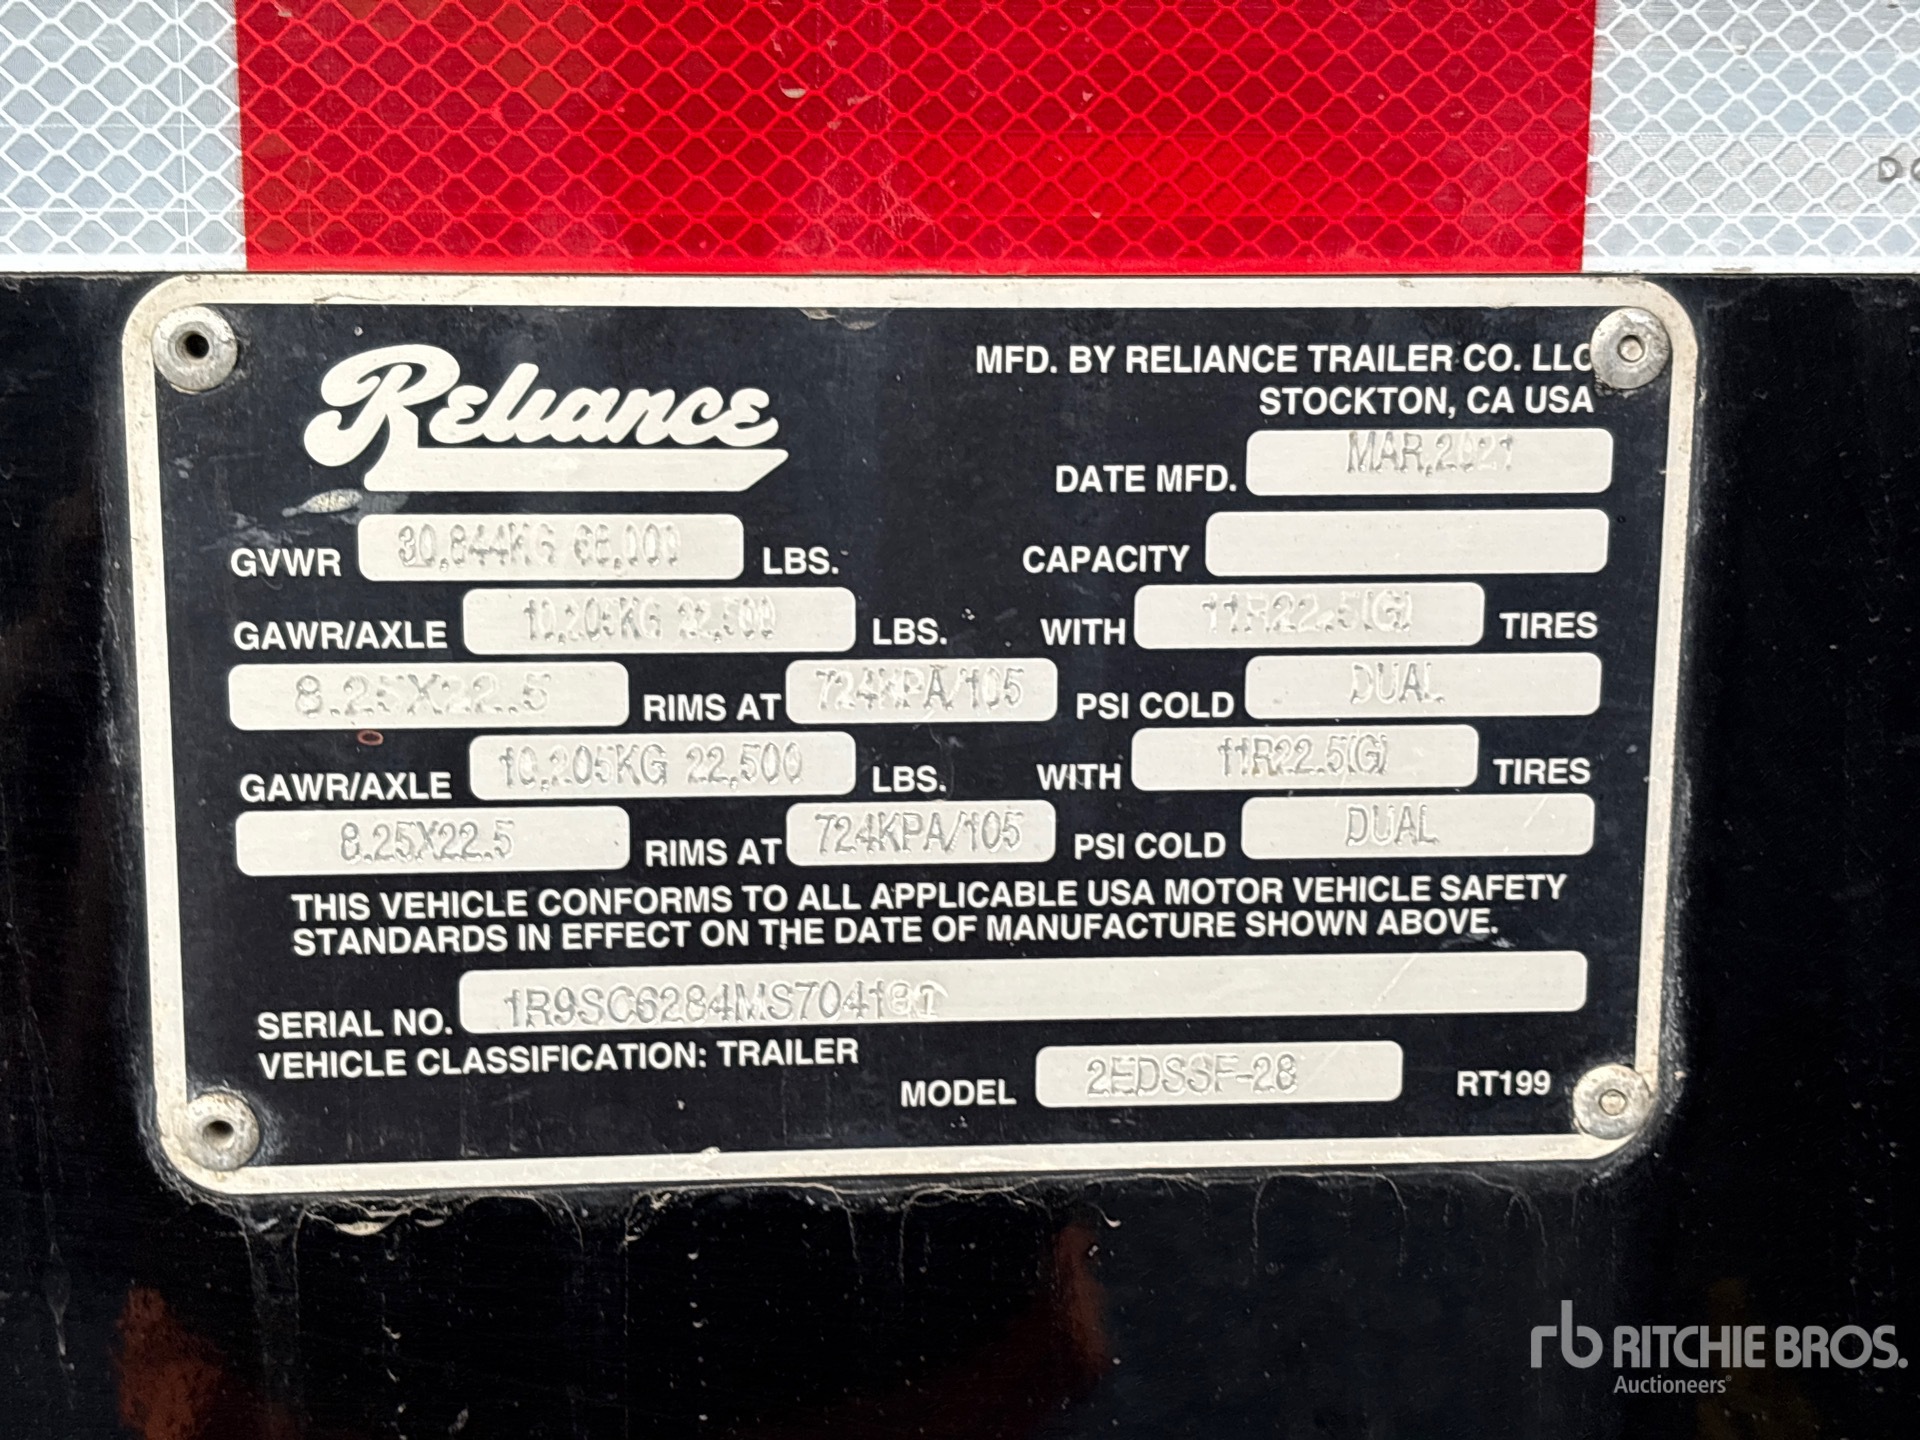 Reliance
MFD. BY RELIANCE TRAILER CO. LLC
STOCKTON, CA USA
DATE MFD. MAR,2021
GVWR 30,844KG 68,000 LBS. CAPACITY
GAWR/AXLE 10,205KG 22,500 LBS. WITH 11R22.5(G) TIRES
8.25X22.5 RIMS AT 724KPA/105 PSI COLD DUAL
GAWR/AXLE 10,205KG 22,500 LBS. WITH 11R22.5(G) TIRES
8.25X22.5 RIMS AT 724KPA/105 PSI COLD DUAL
THIS VEHICLE CONFORMS TO ALL APPLICABLE USA MOTOR VEHICLE SAFETY
STANDARDS IN EFFECT ON THE DATE OF MANUFACTURE SHOWN ABOVE.
SERIAL NO.
VEHICLE CLASSIFICATION: TRAILER
MODEL 2EDSSF-28 RT199
rb RITCHIE BROS.
Auctioneers